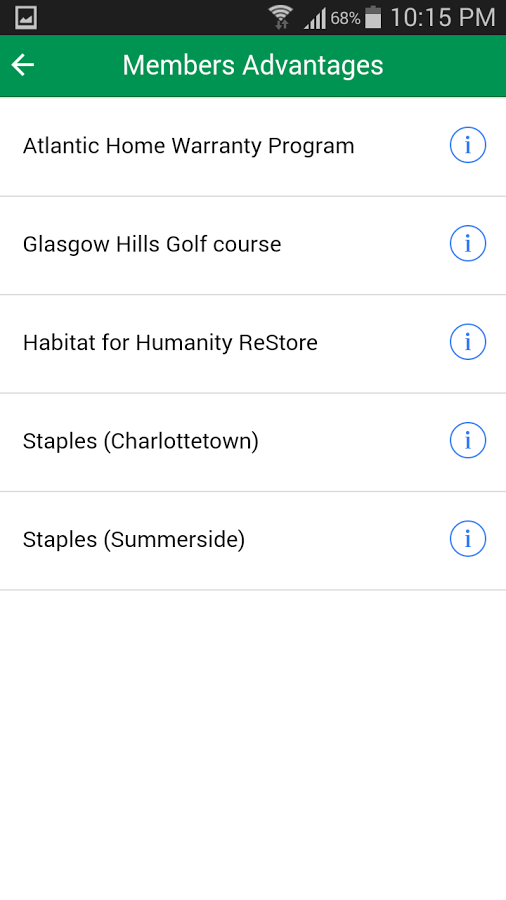 68% 10:15 PM
Members Advantages
Atlantic Home Warranty Program
i
Glasgow Hills Golf course
i
Habitat for Humanity ReStore
i
Staples (Charlottetown)
i
Staples (Summerside)
i